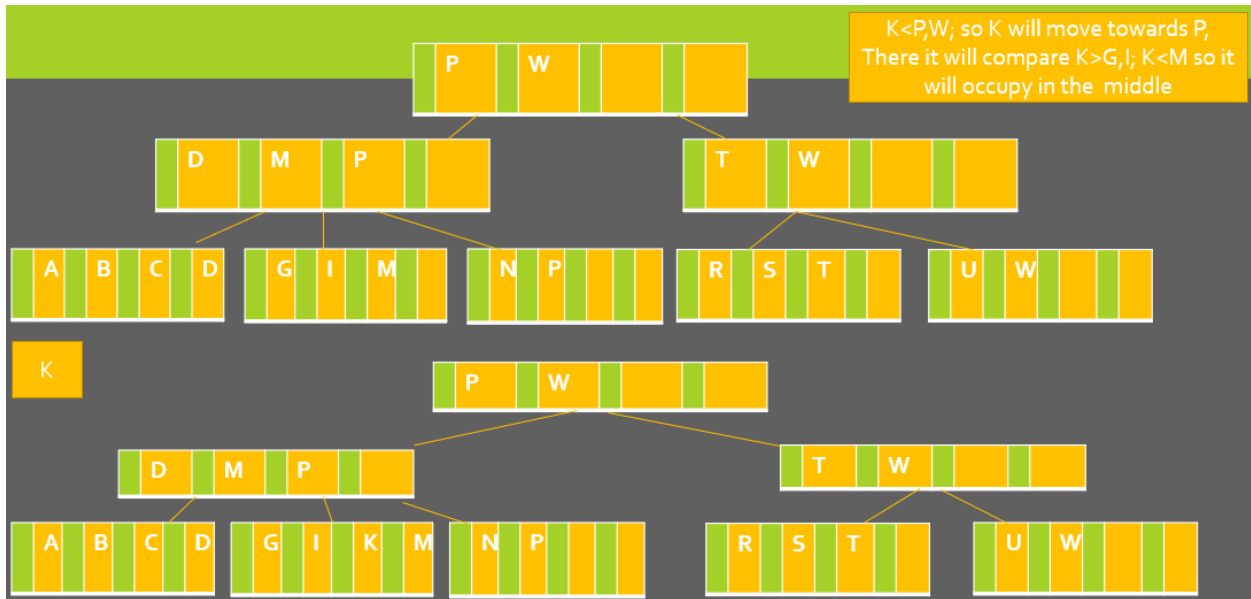 K<P,W; so K will move towards P,
There it will compare K>G,I; K<M so it
will occupy in the middle
P W
D M P
T W
A B C D
G I M
N P
R S T
U W
K
P W
D M P
T W
A B C D
G I K M
N P
R S T
U W